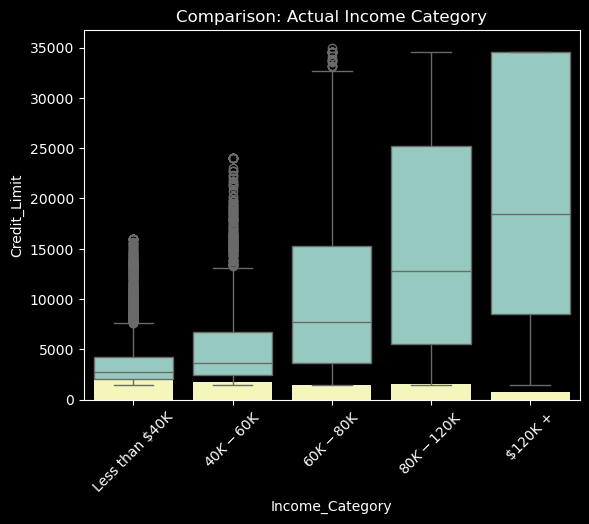 Comparison: Actual Income Category
Credit_Limit
35000
30000
25000
20000
15000
10000
5000
0
Less than $40K
40K - 60K
60K - 80K
80K - 120K
$120K +
Income_Category